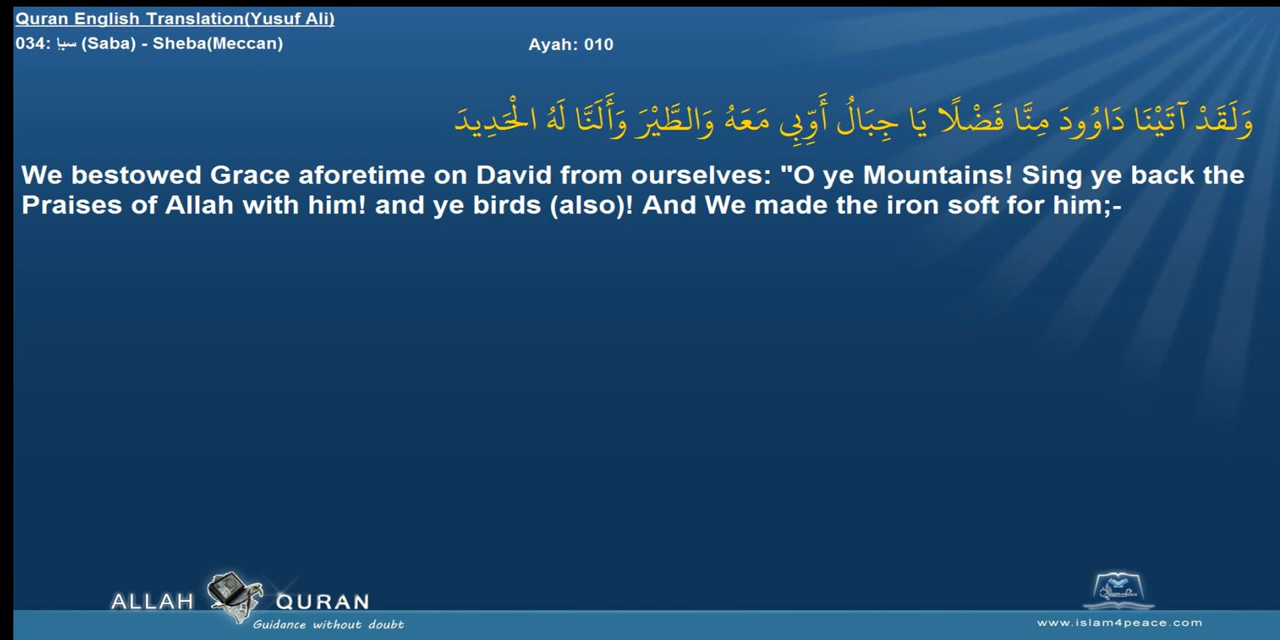 Quran English Translation(Yusuf Ali)
034: سبإ (Saba) - Sheba(Meccan) Ayah: 010
وَلَقَدْ آتَيْنَا دَاوُودَ مِنَّا فَضْلًا يَا جِبَالُ أَوِّبِي مَعَهُ وَالطَّيْرَ وَأَلَنَّا لَهُ الْحَدِيدَ
We bestowed Grace aforetime on David from ourselves: "O ye Mountains! Sing ye back the
Praises of Allah with him! and ye birds (also)! And We made the iron soft for him;-
ALLAH QURAN
Guidance without doubt
www.islam4peace.com